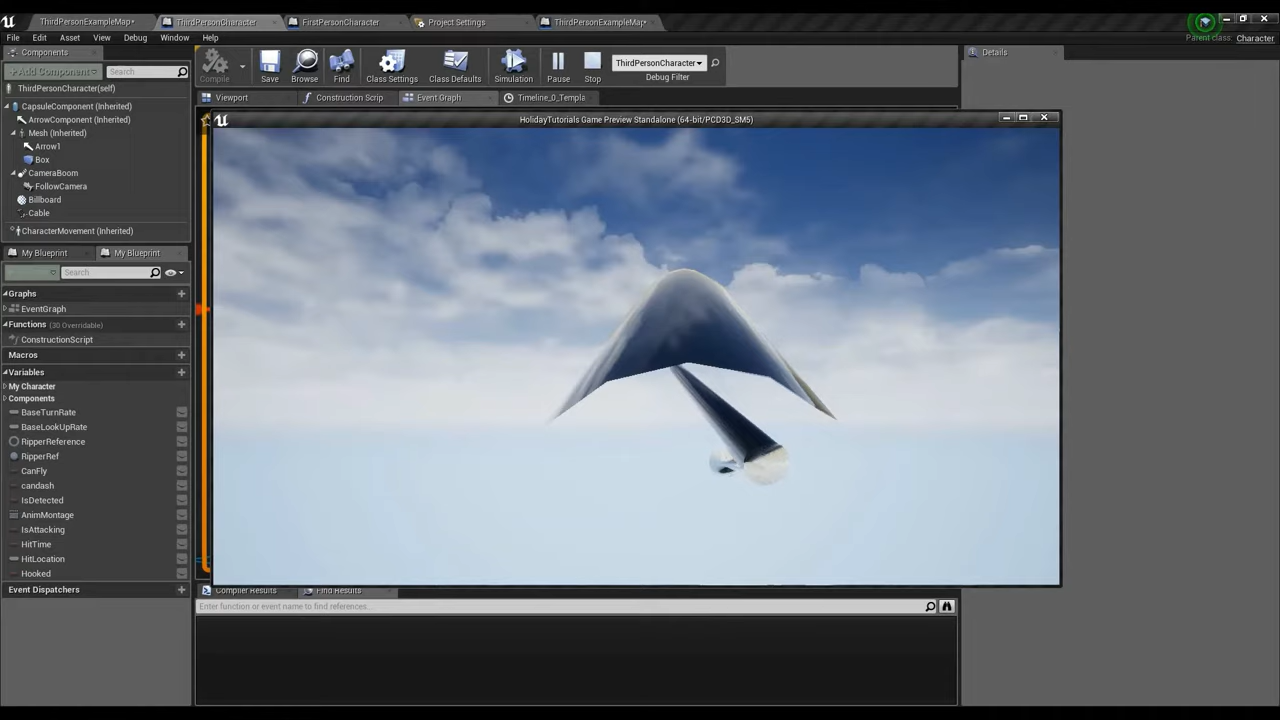 ThirdPersonExampleMap*
ThirdPersonCharacter
FirstPersonCharacter
Project Settings
ThirdPersonExampleMap*
File
Edit
Asset
View
Debug
Window
Help
Parent class: Character
Components
Details
+Add Component
Search
Compile
Save
Browse
Find
Class Settings
Class Defaults
Simulation
Pause
Stop
ThirdPersonCharacter
Debug Filter
ThirdPersonCharacter(self)
Viewport
Construction Scrip
Event Graph
Timeline_0_Templa
CapsuleComponent (Inherited)
ArrowComponent (Inherited)
HolidayTutorials Game Preview Standalone (64-bit/PCD3D_SM5)
Mesh (Inherited)
Arrow1
Box
CameraBoom
FollowCamera
Billboard
Cable
CharacterMovement (Inherited)
My Blueprint
My Blueprint
Search
Graphs
EventGraph
Functions (20 Overridable)
ConstructionScript
Macros
Variables
My Character
Components
BaseTurnRate
BaseLookUpRate
RipperReference
RipperRef
CanFly
candash
IsDetected
AnimMontage
IsAttacking
HitTime
HitLocation
Hooked
Event Dispatchers
Compiler Results
Find Results
Enter function or event name to find references...